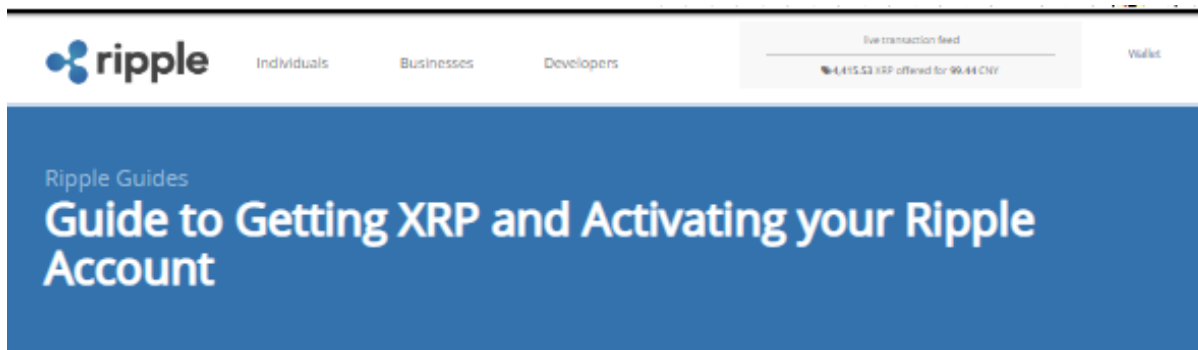 ripple
Individuals
Businesses
Developers
live transaction feed
4,415.53 XRP offered for 99.44 CNY
Wallet
Ripple Guides
Guide to Getting XRP and Activating your Ripple
Account